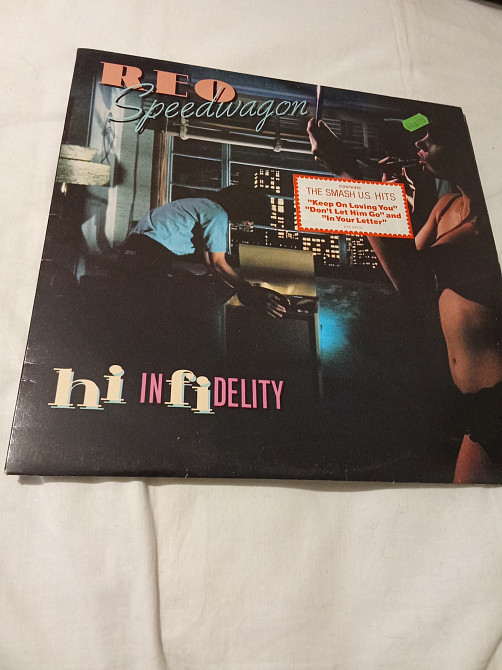 REO
Speedwagon
CONTAINS
THE SMASH U.S. HITS
"Keep On Loving You"
"Don't Let Him Go" and
"In Your Letter"
hi INfiDELITY